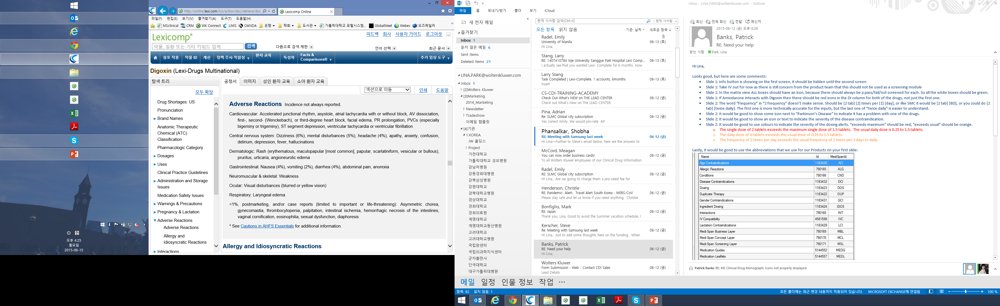 오후 4:25
월요일
2015-06-15
http://online.lexi.com/lco/action/doc/retrieve/doc
Lexicomp Online
파일(F) 편집(E) 보기(V) 즐겨찾기(A) 도구(T) 도움말(H)
MSclinical CRM WK Connect LIMS OANDA 은행 학회 도서관 가톨릭대학교 포털시스템... GlobalMeet Webex 오즈메일러
Lexicomp®
피드백 회사 사용자 가이드 로그아웃
약물, 질환 또는 기타 키워드 입력 검색 다음으로 검색 제한 언어 선택 최근 문서
상호 작용 약물 ID 계산 정맥 주사 적합성 환자 교육 독성학 Facts & Comparisons® 추가 임상 도구
Digoxin (Lexi-Drugs Multinational)
탐색 트리
모두 확장
Drug Shortages: US
Pronunciation
Brand Names
Anatomic Therapeutic
Chemical (ATC)
Classification
Pharmacologic Category
Dosages
Uses
Clinical Practice Guidelines
Administration and Storage
Issues
Medication Safety Issues
Warnings & Precautions
Pregnancy & Lactation
Adverse Reactions
Adverse Reactions
Allergy and
Idiosyncratic Reactions
Interactions
공정서 이미지 성인 환자 교육 소아 환자 교육
섹션으로 이동 인쇄 도움말
Adverse Reactions Incidence not always reported.
Cardiovascular: Accelerated junctional rhythm, asystole, atrial tachycardia with or without block, AV dissociation,
first-, second- (Wenckebach), or third-degree heart block, facial edema, PR prolongation, PVCs (especially
bigeminy or trigeminy), ST segment depression, ventricular tachycardia or ventricular fibrillation
Central nervous system: Dizziness (6%), mental disturbances (5%), headache (4%), apathy, anxiety, confusion,
delirium, depression, fever, hallucinations
Dermatologic: Rash (erythematous, maculopapular [most common], papular, scarlatiniform, vesicular or bullous),
pruritus, urticaria, angioneurotic edema
Gastrointestinal: Nausea (4%), vomiting (2%), diarrhea (4%), abdominal pain, anorexia
Neuromuscular & skeletal: Weakness
Ocular: Visual disturbances (blurred or yellow vision)
Respiratory: Laryngeal edema
<1%, postmarketing, and/or case reports (limited to important or life-threatening): Asymmetric chorea,
gynecomastia, thrombocytopenia, palpitation, intestinal ischemia, hemorrhagic necrosis of the intestines,
vaginal cornification, eosinophilia, sexual dysfunction, diaphoresis
* See Cautions in AHFS Essentials for additional information.
Allergy and Idiosyncratic Reactions
Inbox - LINA.PARK@wolterskluwer.com - Outlook
파일 홈 보내기/받기 폴더 보기 iCloud
새 전자 메일
즐겨찾기
Inbox 1
읽지 않은 메일 6
Sent Items
Deleted Items 21
LINA.PARK@wolterskluwer.com
Inbox 1
[2]Wolters Kluwer
[3]Marketing
2014_Marketing
Newsletter
Tradeshow
이메일 템플릿
[4]기관
1.KOREA
JW 홀딩스
Project
가천대학교
가톨릭대학교 성모병원
강남차병원
강동경희대병원
강북삼성병원
강원대학교
경북대학교병원
경상대학교
경희대학교
경희의료원
계명대학교
계명대학교동산병원
고려대학교
고려대학교병원
국립암센터
국립의과학지식센터
군자출판사
단국대학교
대구가톨릭대병원
현재 사서함 검색(Ctrl+E) 현재 사서함
모든 항목 읽지 않음 기준: 날짜 새로운 항목 ↓
Radel, Emily
University of Manila 06-13 (토)
Hi Lina,
Stang, Larry
RE: 1407410784 Inje University Sanggye Paik Hospital Lexi Comp... 06-13 (토)
I actually see that you wanted Lexi- Complete for 6 months. How
Larry Stang
Task Completed | Lexi-Complete, 1 accounts, 6months 06-13 (토)
Insert
CS-CDI-TRAINING-ACADEMY
Check Out What's New on THE LEAD CENTER 06-12 (금)
Check out What's New on THE LEAD CENTER:
Pina, Adrian
Re: SLMC Global city subscription 06-12 (금)
Yes correct Emily. We would pro-rate AP
Phansalkar, Shobha
RE: Meeting with Samsung last week 06-12 (금)
Hi Lina—Further to Steve's email below, here are the answers to
McCord, Meagan
You can now order business cards! 06-12 (금)
To all Wolters Kluwer employees of our Clinical Drug Information
Radel, Emily
RE: SLMC Global city subscription 06-12 (금)
Hi Lina, Are we going to charge them a pro-rated fee for
Henderson, Christie
RE: Pandemic- Alert- Travel Alert South Korea - MERS-CoV 06-12 (금)
Please stay safe and let us know if you need anything. Christie
Bonfiglio, Mark
RE: Japan 06-12 (금)
Thank you, Lina. Good to avoid the Summer vacation schedule, I
Kerscher, Steve
Re: Meeting with Samsung last week 06-12 (금)
Hi Lina, Just to add some thoughts here on the funding. When
Banks, Patrick
RE: Need your help 06-12 (금)
Hi Lina,
Wolters Kluwer
Form Submission - Web :: Contact CDI Sales 06-12 (금)
Lead Details
회신 전체 회신 전달 메신저
2015-06-12 (금) 오후 8:26
Banks, Patrick
RE: Need your help
받는 사람 Park, Lina
Hi Lina,
Looks good, but here are some comments:
• Slide 1: Info button is showing on the first screen, it should be hidden until the second screen
• Slide 1: Take IV out for now as there is still concern from the product team that this should not be used as a screening module
• Slide 1: In the matrix view ALL boxes should have an icon, because there should always be a pass/fail/not screened for each. So all the white boxes should be green.
• Slide 1: If Amiodarone interacts with Digoxin then there should be red icons in the DI column for both of the drugs, not just the first one.
• Slide 2: The word “frequency” in “2 frequency” doesn’t make sense. Should be [2 tab] [2] times per [1] [day], or like SMC it would be [2 tab] [BD], or you could do [2
tab] [twice daily]. The first one is more technically accurate for the inputs, but the last one of “twice daily” is easier to understand.
• Slide 2: It would be good to show some icon next to “Parkinson’s Disease” to indicate it has a problem with one of the drugs.
• Slide 2: It would be good to show an icon or text to indicate the severity of the disease contraindication.
• Slide 2: It would be good to use colours to indicate the severity of the dosing alerts. “exceeds maximum” should be red, “exceeds usual” should be orange.
o The single dose of 2 tablets exceeds the maximum single dose of 1.5 tablets. The usual daily dose is 0.25 to 1.5 tablets.
o The daily dose of 4 tablets exceeds the usual dose of 0.25 to 1.5 tablets.
o The frequency of 2 times per day exceeds the usual frequency of 2 times per 3 days to daily.
Lastly, it would be good to use the abbreviations that we use for our Products on your first slide:
Name Id MediSpanId
Age Contraindications 1183430 ACI
Allergic Reactions 790165 ALG
Conditions 790166 CND
Disease Contraindications 1183432 DCI
Dosing 1183423 DOS
Duplicate Therapy 1183422 DUP
Gender Contraindications 1183431 GCI
Ingredient Dosing 1183424 IDOS
Interactions 790168 INT
IV Compatibility 4581598 IVC
Lactation Contraindications 1183429 LCI
Medi-Span Business Layer 790169 MBL
Medi-Span Concept Layer 790170 MCL
Medi-Span Screening Layer 790171 MSL
Medication Guides 5144552 MEDG
Medication Leaflets 5144557 MEDL
Patrick Banks RE: MS Clinical Drug Monograph: Icons not properly displayed
메일 일정 인물 정보 작업 ...
항목: 92 읽지 않음: 1 모든 폴더에는 최근 변경 내용까지 적용되어 있습니다. MICROSOFT EXCHANGE에 연결됨 100 %